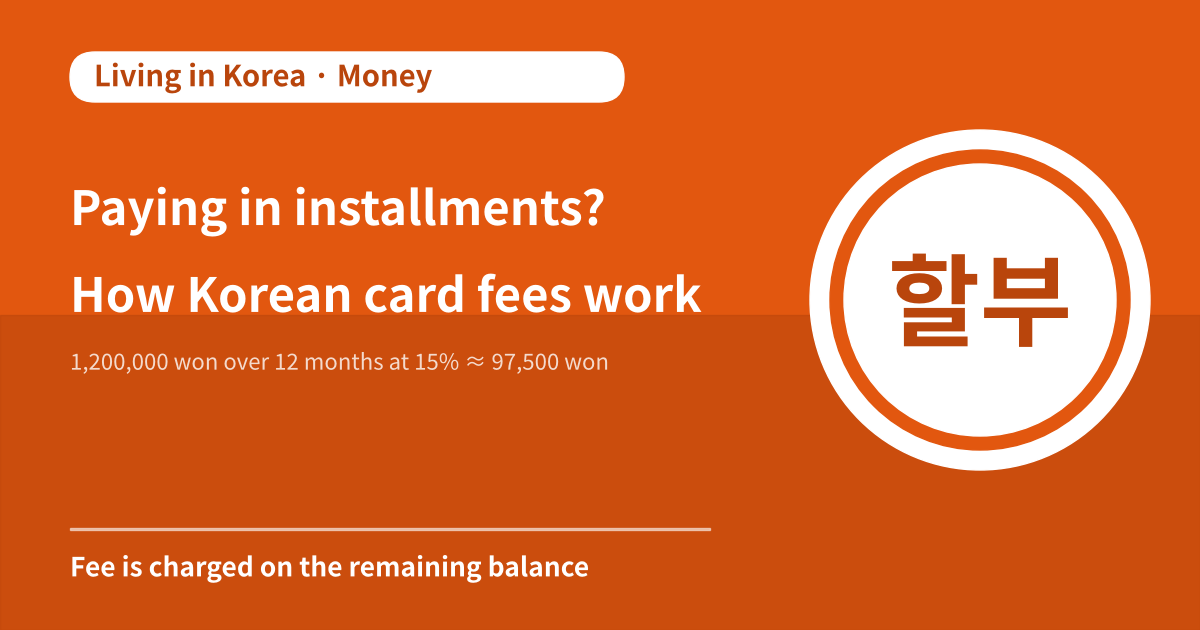 Living in Korea · Money
Paying in installments?
How Korean card fees work
1,200,000 won over 12 months at 15% ≈ 97,500 won
할부
Fee is charged on the remaining balance